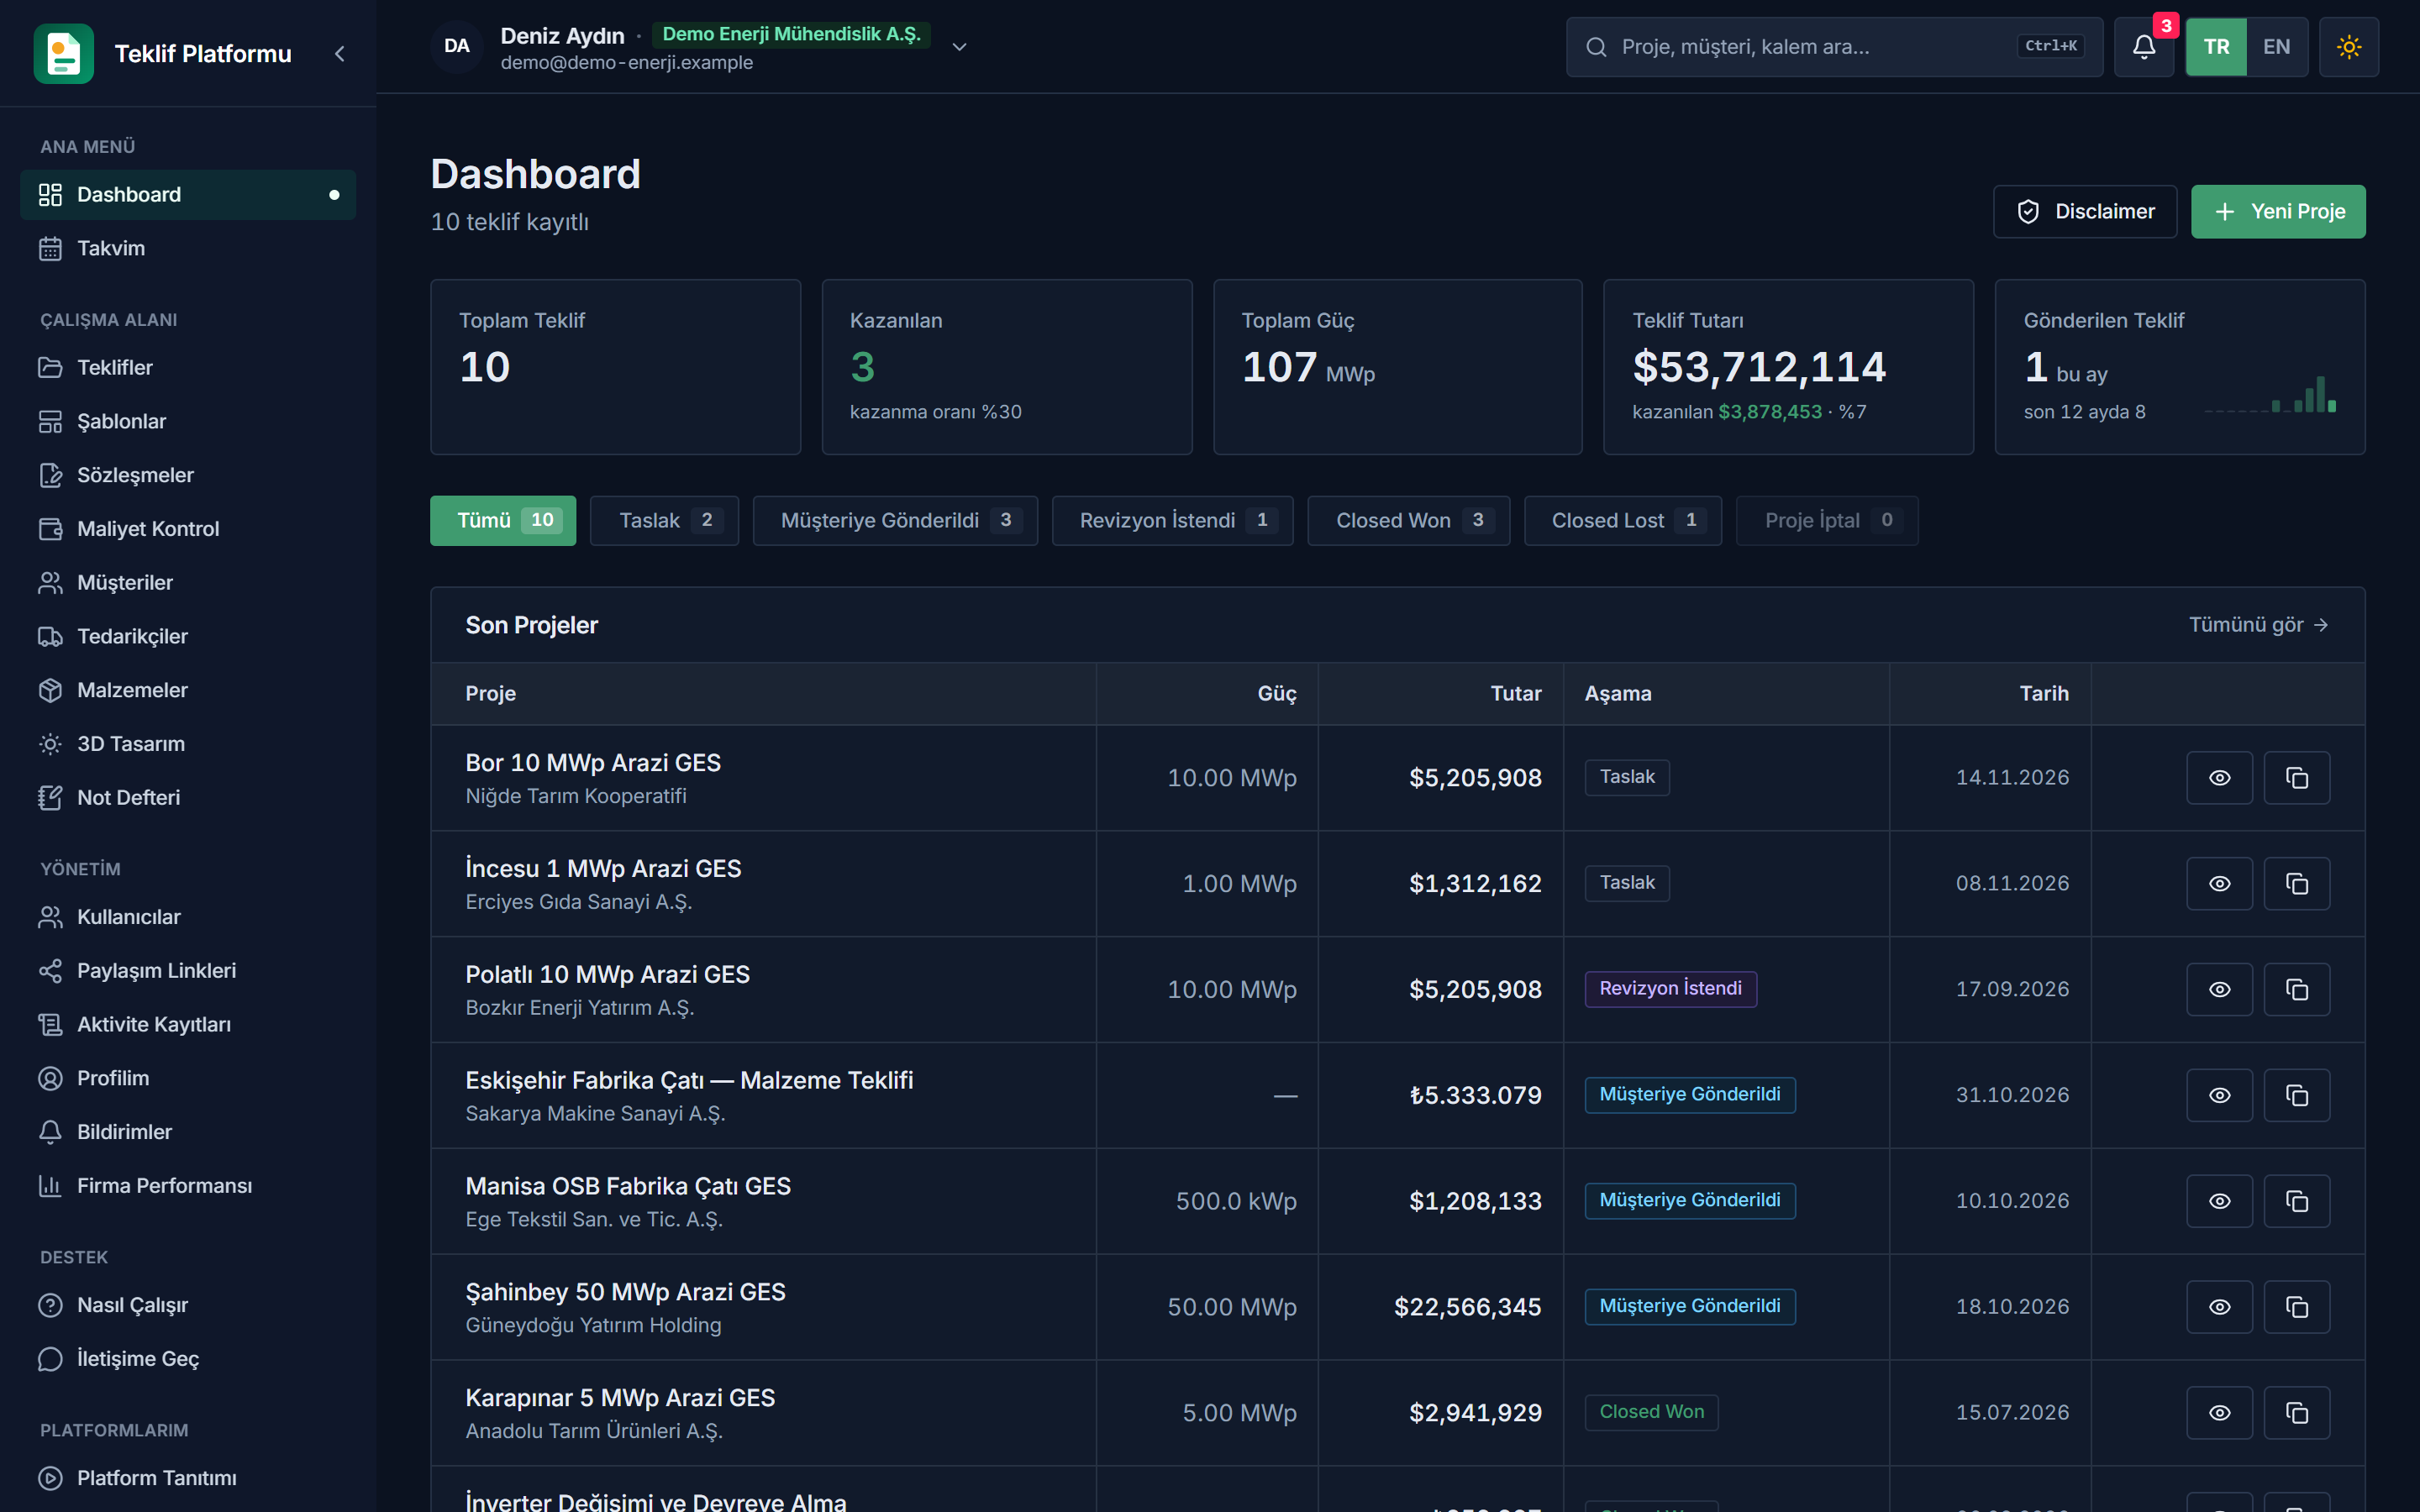 Teklif Platformu
ANA MENÜ
Dashboard
Takvim
ÇALIŞMA ALANI
Teklifler
Şablonlar
Sözleşmeler
Maliyet Kontrol
Müşteriler
Tedarikçiler
Malzemeler
3D Tasarım
Not Defteri
YÖNETİM
Kullanıcılar
Paylaşım Linkleri
Aktivite Kayıtları
Profilim
Bildirimler
Firma Performansı
DESTEK
Nasıl Çalışır
İletişime Geç
PLATFORMLARIM
Platform Tanıtımı
DA
Deniz Aydın · Demo Enerji Mühendislik A.Ş.
demo@demo-enerji.example
Proje, müşteri, kalem ara... Ctrl+K
3
TR EN
Dashboard
10 teklif kayıtlı
Disclaimer
Yeni Proje
Toplam Teklif
10
Kazanılan
3
kazanma oranı %30
Toplam Güç
107 MWp
Teklif Tutarı
$53,712,114
kazanılan $3,878,453 · %7
Gönderilen Teklif
1 bu ay
son 12 ayda 8
Tümü 10
Taslak 2
Müşteriye Gönderildi 3
Revizyon İstendi 1
Closed Won 3
Closed Lost 1
Proje İptal 0
Son Projeler
Tümünü gör →
Proje Güç Tutar Aşama Tarih
Bor 10 MWp Arazi GES
Niğde Tarım Kooperatifi
10.00 MWp $5,205,908 Taslak 14.11.2026
İncesu 1 MWp Arazi GES
Erciyes Gıda Sanayi A.Ş.
1.00 MWp $1,312,162 Taslak 08.11.2026
Polatlı 10 MWp Arazi GES
Bozkır Enerji Yatırım A.Ş.
10.00 MWp $5,205,908 Revizyon İstendi 17.09.2026
Eskişehir Fabrika Çatı — Malzeme Teklifi
Sakarya Makine Sanayi A.Ş.
— ₺5.333.079 Müşteriye Gönderildi 31.10.2026
Manisa OSB Fabrika Çatı GES
Ege Tekstil San. ve Tic. A.Ş.
500.0 kWp $1,208,133 Müşteriye Gönderildi 10.10.2026
Şahinbey 50 MWp Arazi GES
Güneydoğu Yatırım Holding
50.00 MWp $22,566,345 Müşteriye Gönderildi 18.10.2026
Karapınar 5 MWp Arazi GES
Anadolu Tarım Ürünleri A.Ş.
5.00 MWp $2,941,929 Closed Won 15.07.2026
İnverter Değişimi ve Devreye Alma